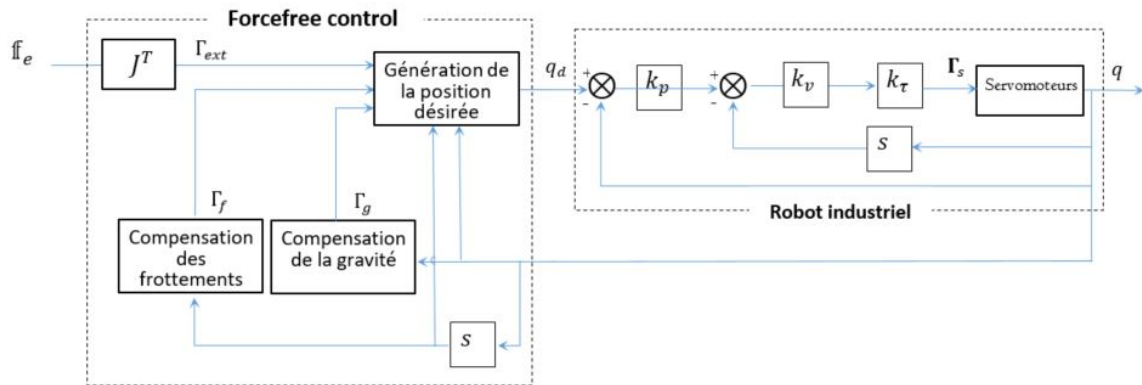 Forcefree control
𝕗e
J^T
Γext
Génération de
la position
désirée
qd
+
-
kp
+
-
kv
kτ
Γs
Servomoteurs
q
s
Robot industriel
Γf
Γg
Compensation
des
frottements
Compensation
de la gravité
s